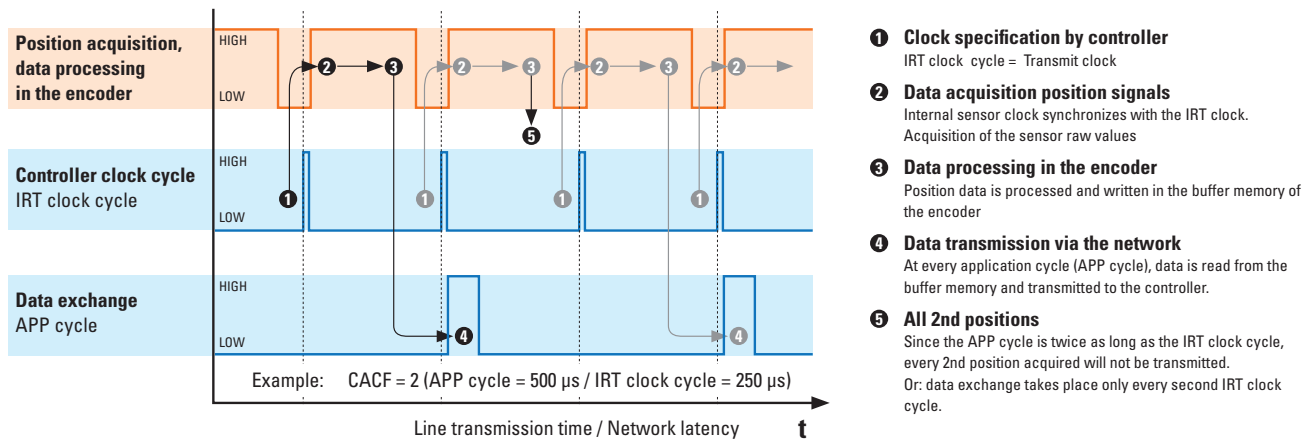 Position acquisition,
data processing
in the encoder
HIGH
LOW
2
3
2
3
2
3
2
5
Controller clock cycle
IRT clock cycle
HIGH
LOW
1
1
1
1
Data exchange
APP cycle
HIGH
LOW
4
4
Example: CACF = 2 (APP cycle = 500 µs / IRT clock cycle = 250 µs)
Line transmission time / Network latency
t
1 Clock specification by controller
IRT clock cycle = Transmit clock
2 Data acquisition position signals
Internal sensor clock synchronizes with the IRT clock.
Acquisition of the sensor raw values
3 Data processing in the encoder
Position data is processed and written in the buffer memory of
the encoder
4 Data transmission via the network
At every application cycle (APP cycle), data is read from the
buffer memory and transmitted to the controller.
5 All 2nd positions
Since the APP cycle is twice as long as the IRT clock cycle,
every 2nd position acquired will not be transmitted.
Or: data exchange takes place only every second IRT clock
cycle.